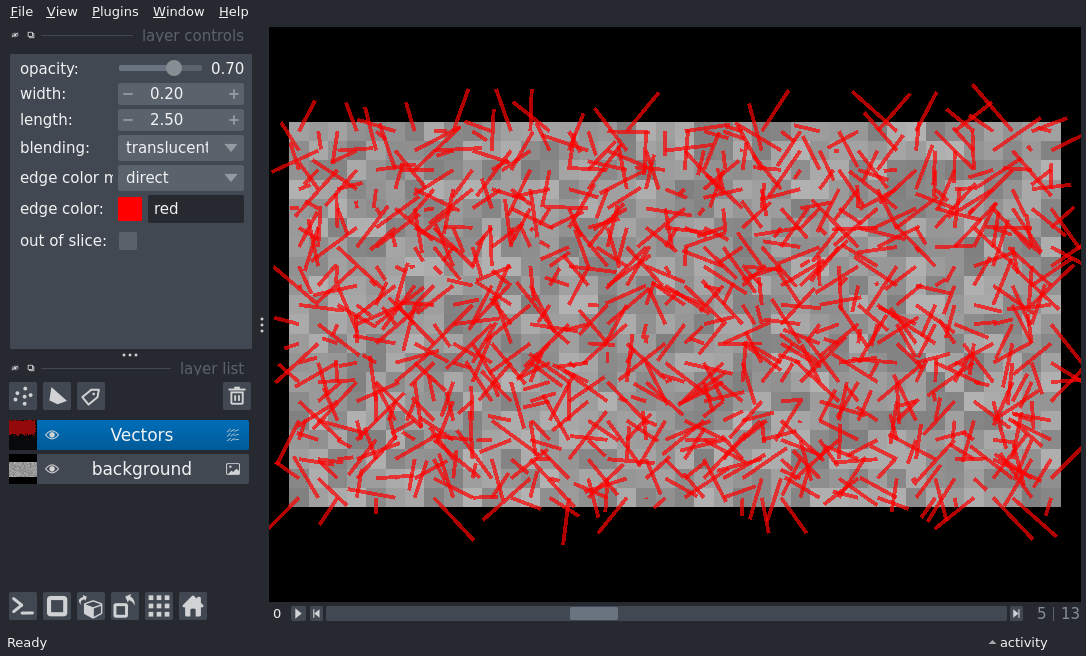 File View Plugins Window Help
layer controls
opacity: 0.70
width: 0.20
length: 2.50
blending: translucent
edge color m direct
edge color: red
out of slice:
layer list
Vectors
background
0 5 | 13
Ready activity